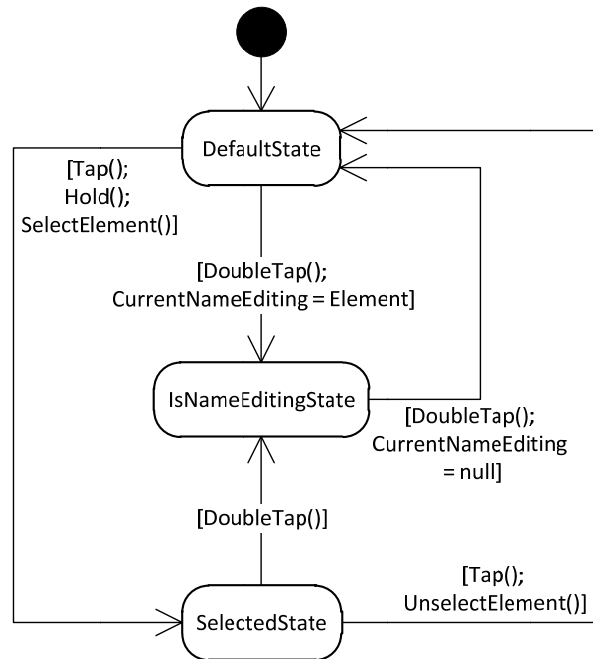 DefaultState
[Tap();
Hold();
SelectElement()]
[DoubleTap();
CurrentNameEditing = Element]
IsNameEditingState
[DoubleTap();
CurrentNameEditing
= null]
[DoubleTap()]
[Tap();
UnselectElement()]
SelectedState